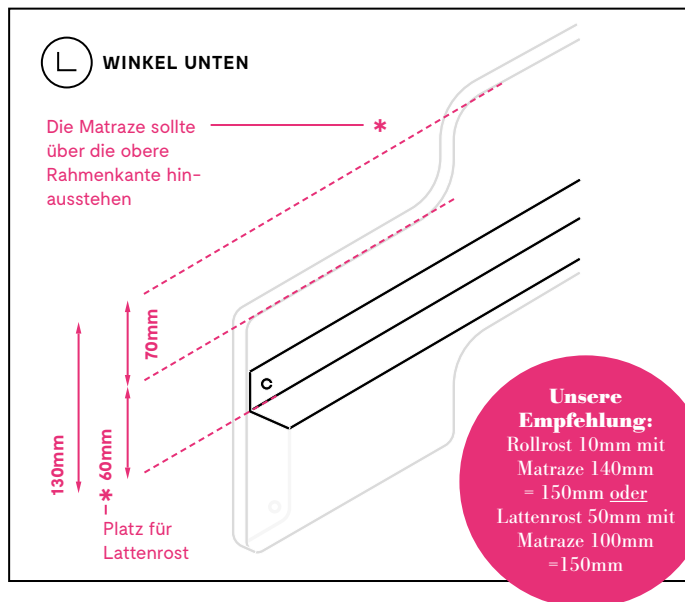 WINKEL UNTEN
Die Matraze sollte
über die obere
Rahmenkante hin-
ausstehen
*
70mm
130mm
* 60mm
Platz für
Lattenrost
Unsere
Empfehlung:
Rollrost 10mm mit
Matraze 140mm
= 150mm oder
Lattenrost 50mm mit
Matraze 100mm
=150mm